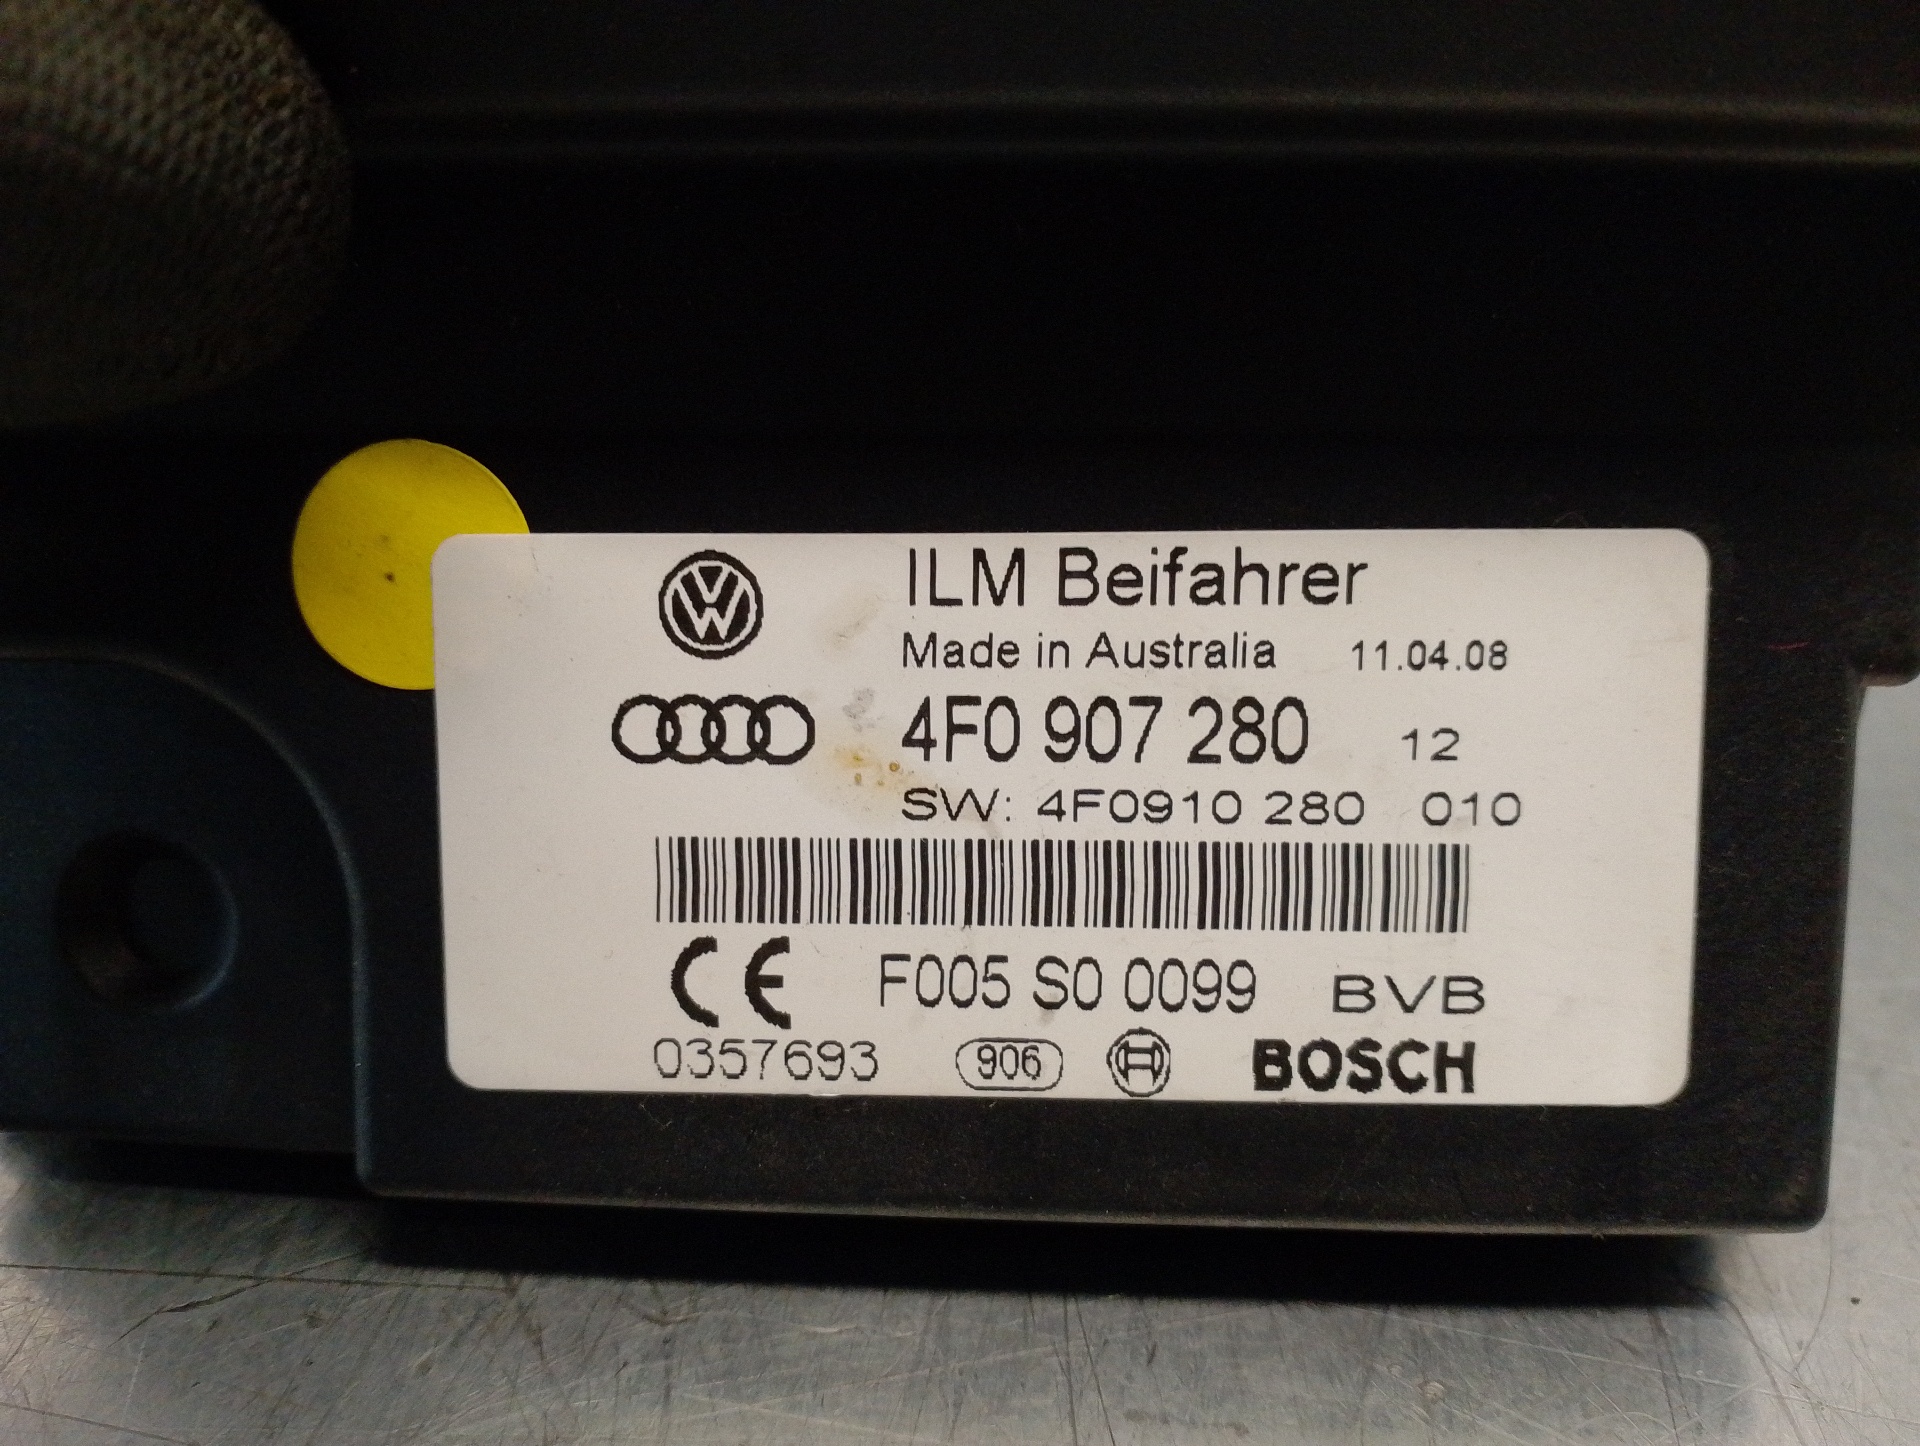 ILM Beifahrer
Made in Australia 11.04.08
4F0 907 280 12
SW: 4F0910 280 010
CE F005 S0 0099 BVB
0357693 906 BOSCH